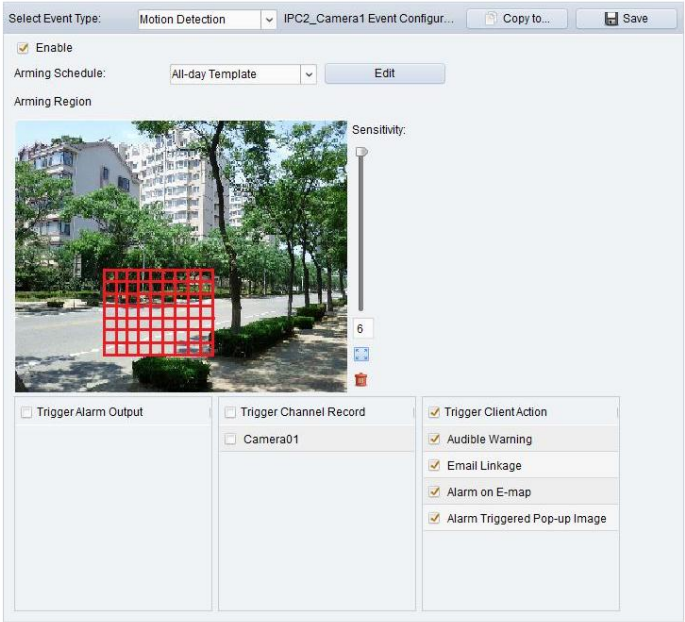 Select Event Type: Motion Detection IPC2_Camera1 Event Configur... Copy to... Save
Enable
Arming Schedule: All-day Template Edit
Arming Region
Sensitivity:
6
Trigger Alarm Output
Trigger Channel Record
Camera01
Trigger Client Action
Audible Warning
Email Linkage
Alarm on E-map
Alarm Triggered Pop-up Image